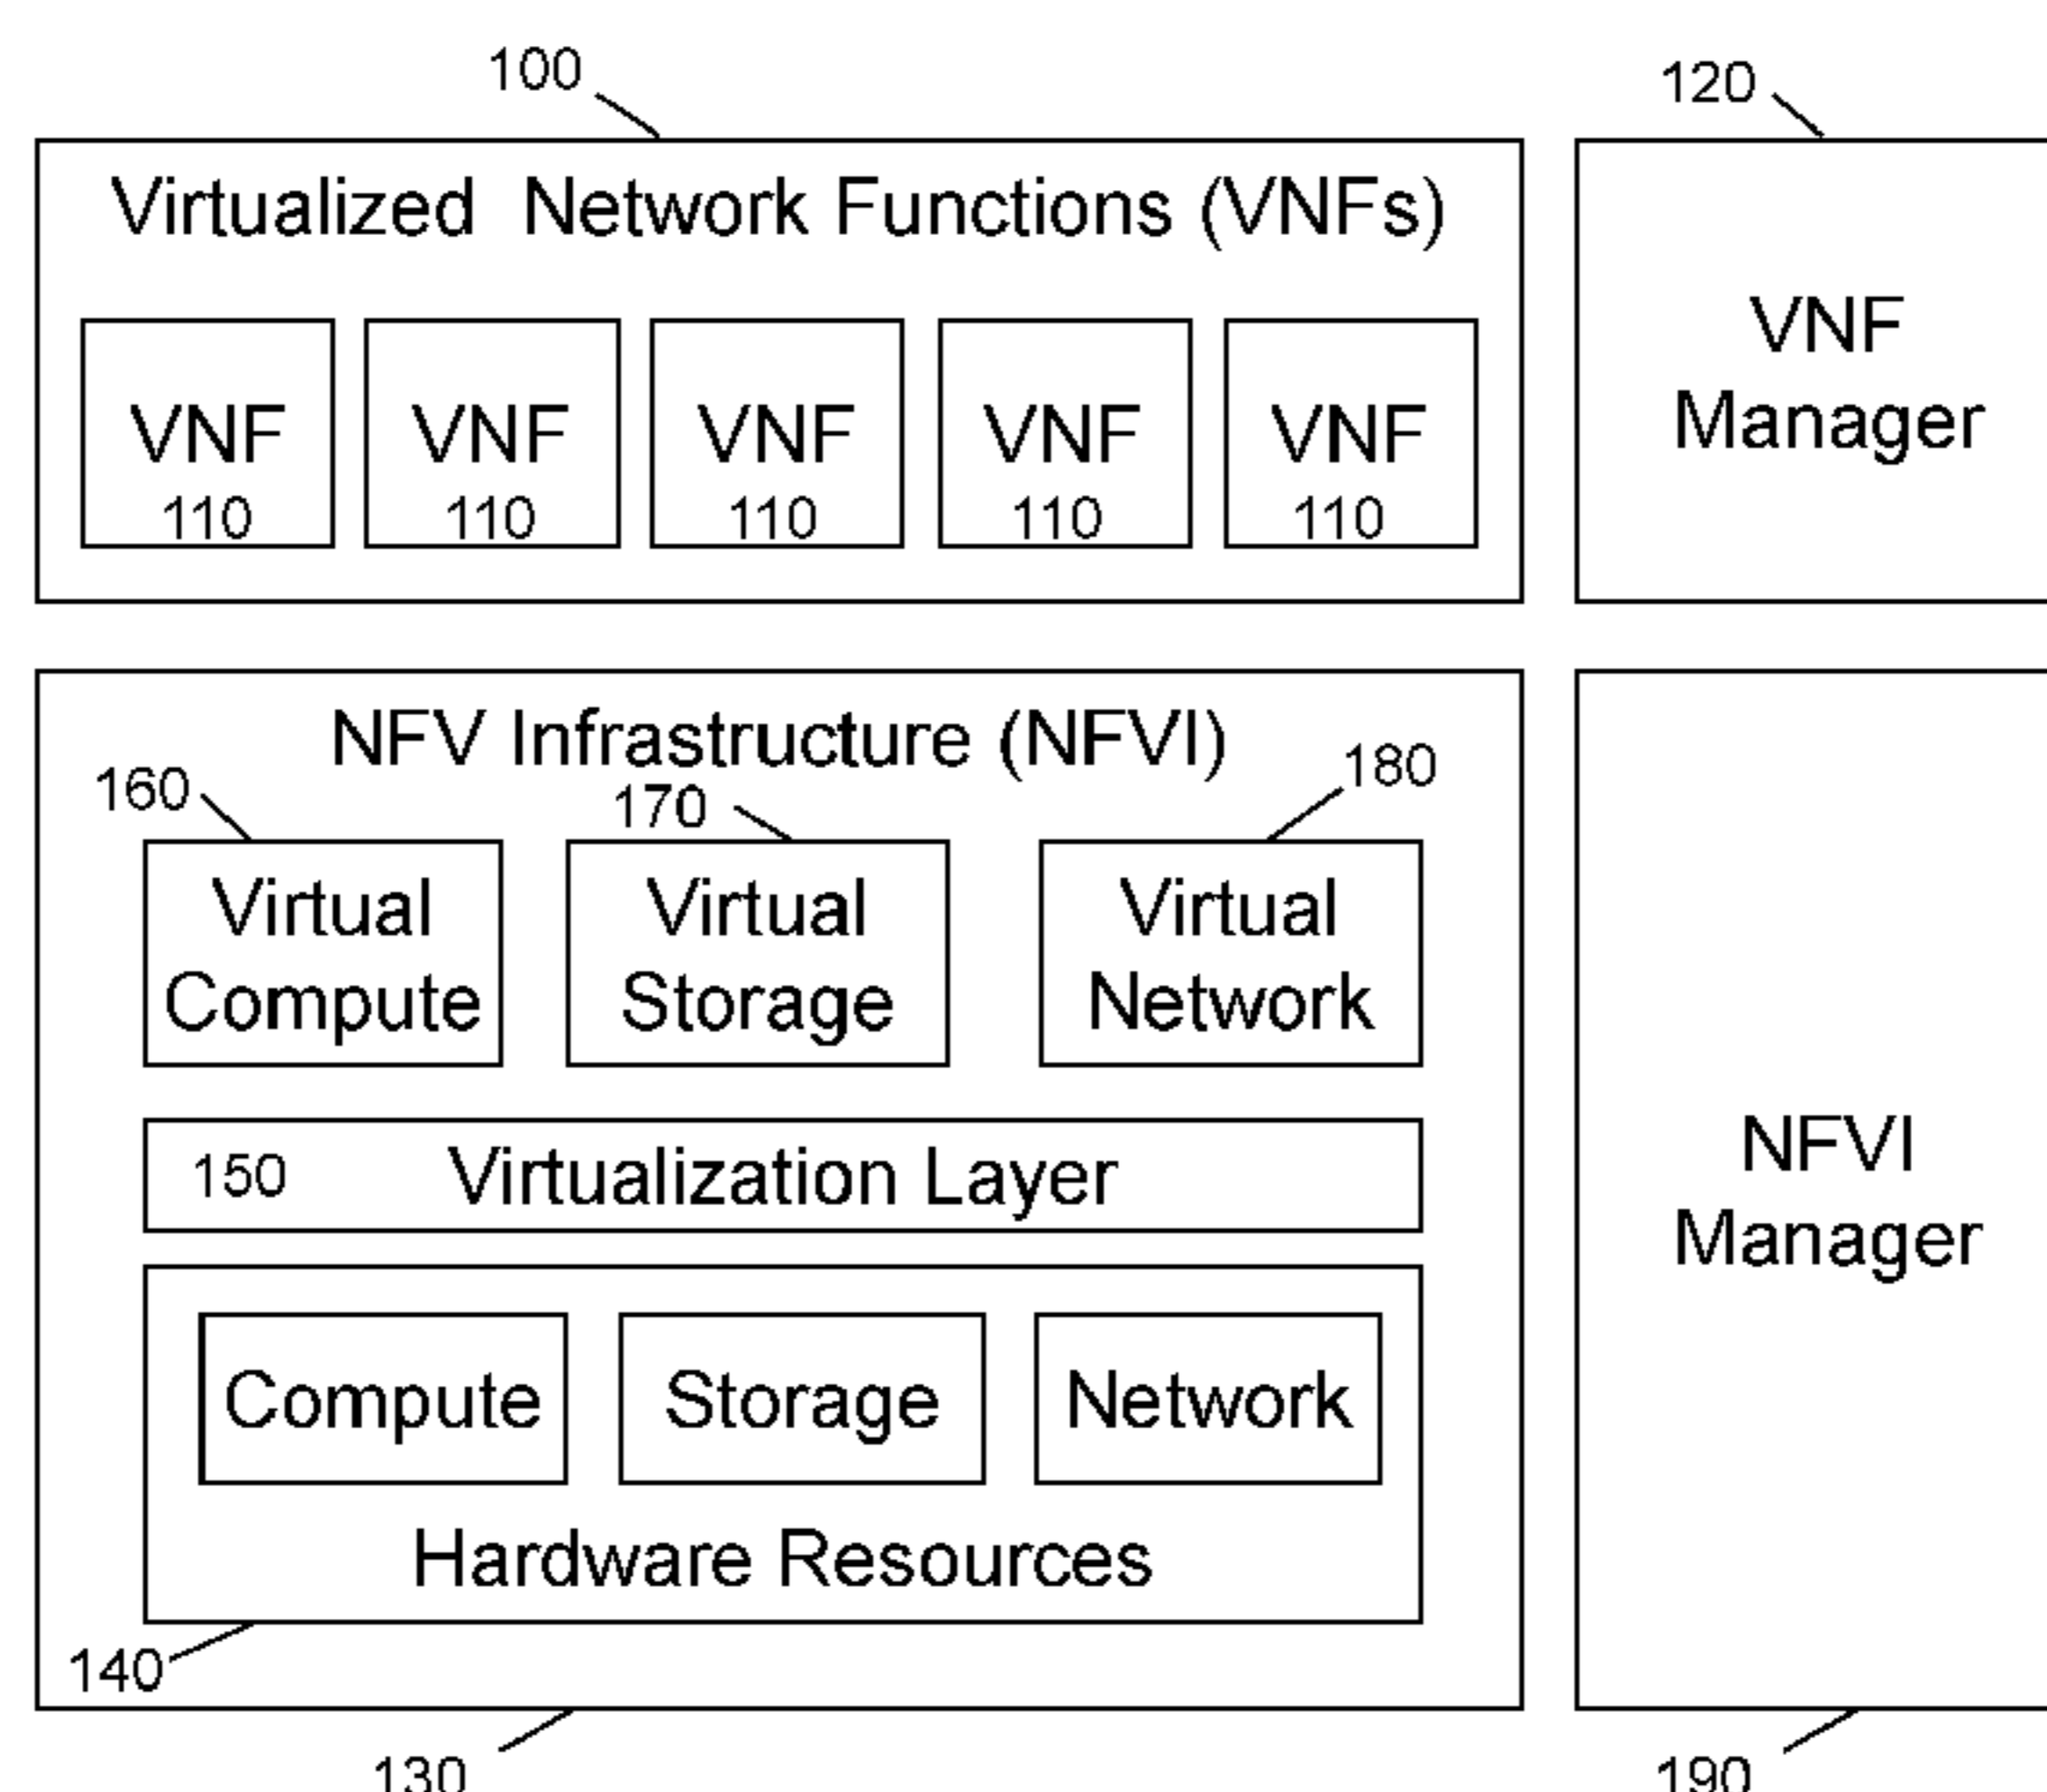 100
120
Virtualized Network Functions (VNFs)
VNF
110
VNF
110
VNF
110
VNF
110
VNF
110
VNF
Manager
NFV Infrastructure (NFVI)
160
170
180
Virtual
Compute
Virtual
Storage
Virtual
Network
150 Virtualization Layer
Compute
Storage
Network
Hardware Resources
140
130
NFVI
Manager
190